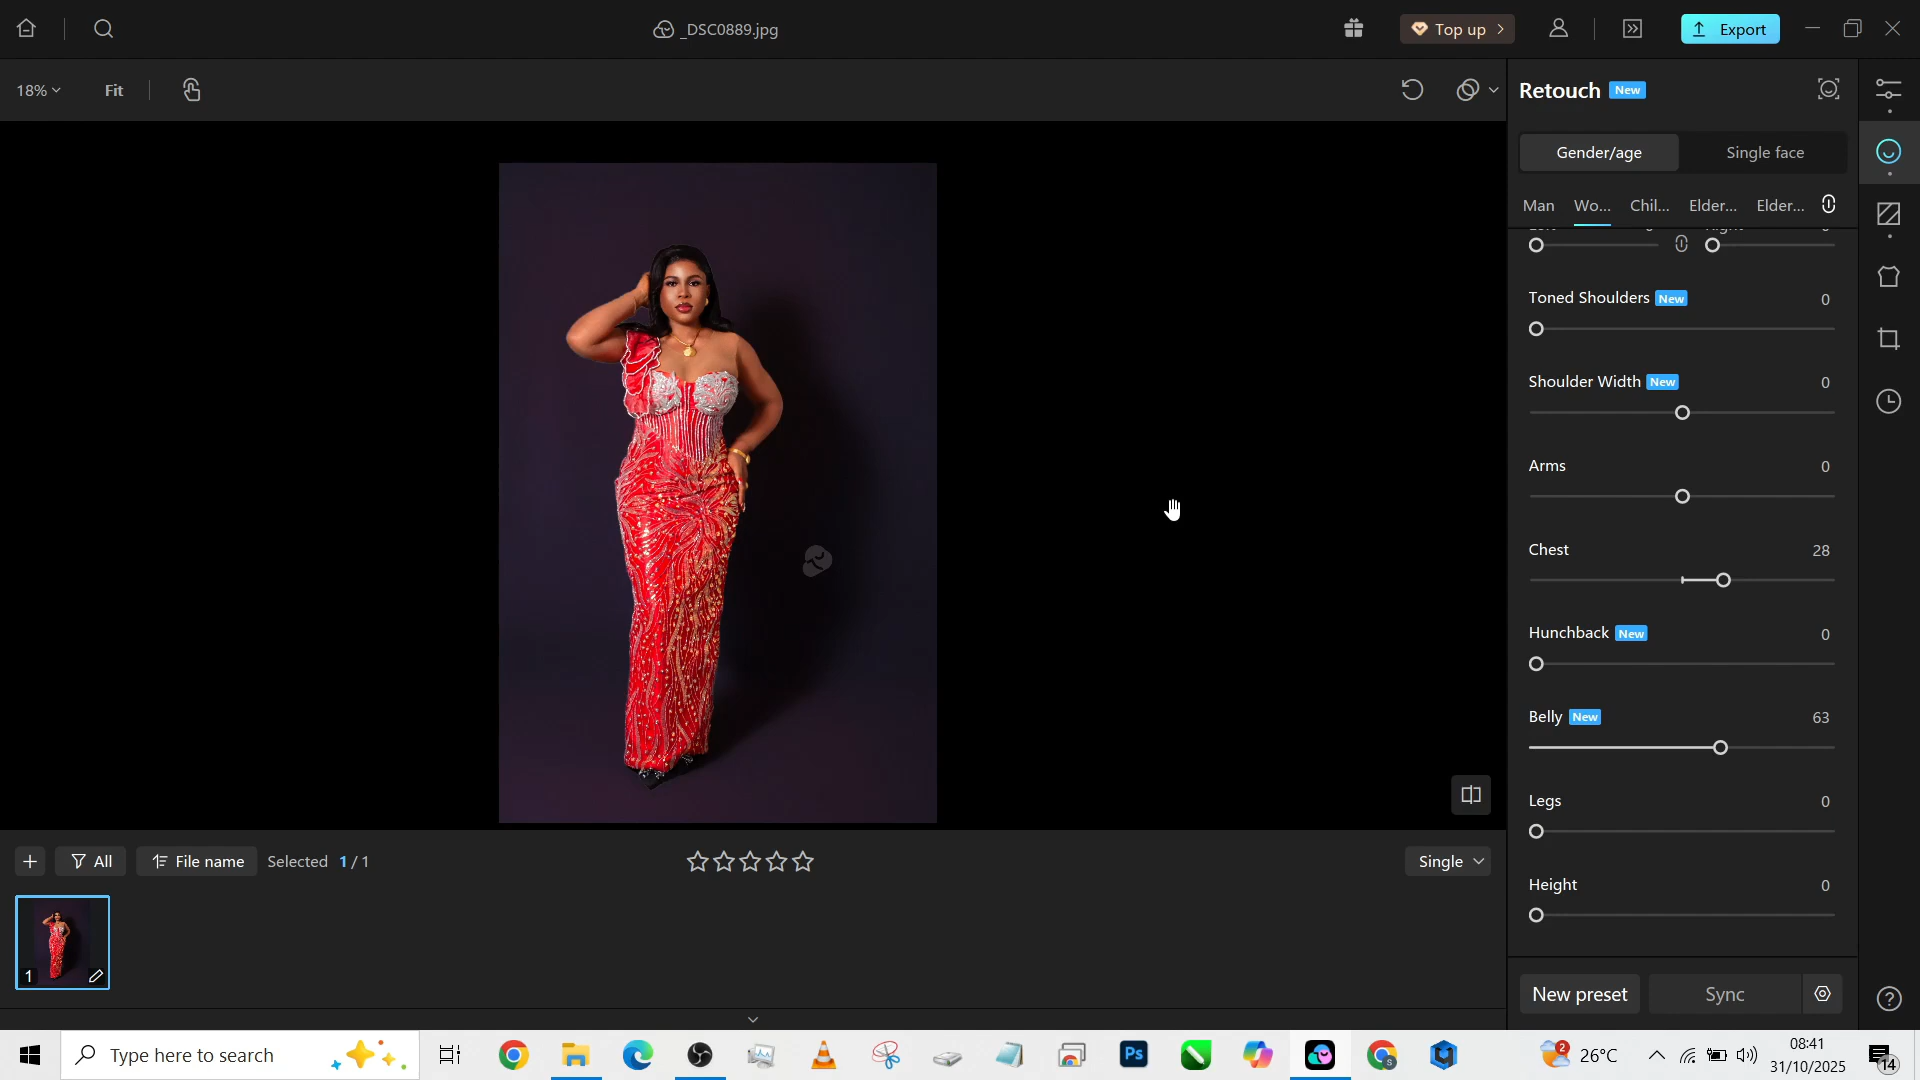 _DSC0889.jpg
Top up
Export
18%
Fit
Retouch New
Gender/age
Single face
Man
Wo...
Chil...
Elder...
Elder...
Toned Shoulders New 0
Shoulder Width New 0
Arms 0
Chest 28
Hunchback New 0
Belly New 63
Legs 0
Height 0
All
File name
Selected 1/1
Single
1
New preset
Sync
Type here to search
Ps
S
2
26°C
08:41
31/10/2025
14